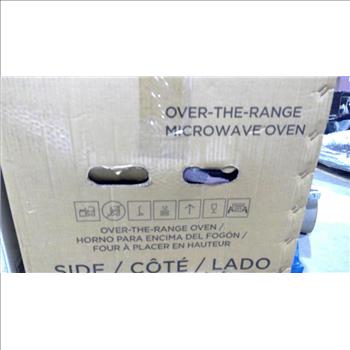 OVER-THE-RANGE
MICROWAVE OVEN
OVER-THE-RANGE OVEN /
HORNO PARA ENCIMA DEL FOGÓN /
FOUR À PLACER EN HAUTEUR
SIDE / CÔTÉ / LADO